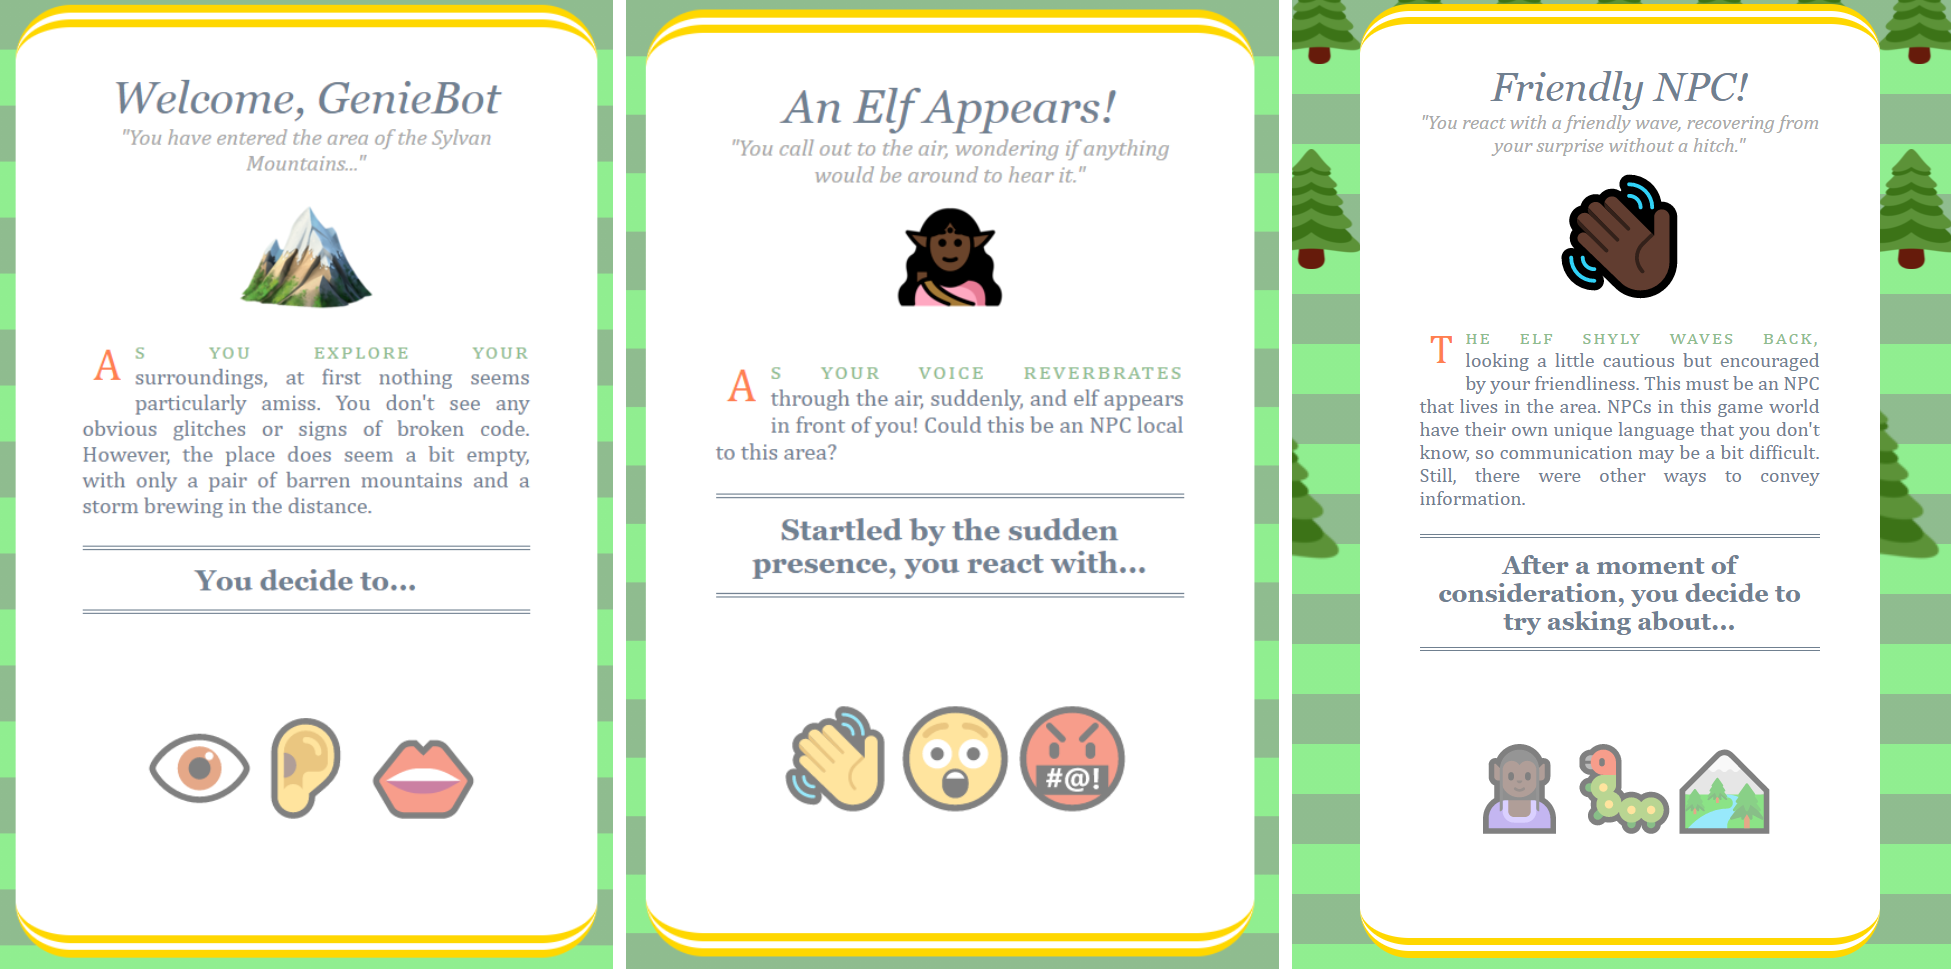 Welcome, GenieBot
"You have entered the area of the Sylvan
Mountains..."
AS YOU EXPLORE YOUR
surroundings, at first nothing seems
particularly amiss. You don't see any
obvious glitches or signs of broken code.
However, the place does seem a bit empty,
with only a pair of barren mountains and a
storm brewing in the distance.
You decide to...
An Elf Appears!
"You call out to the air, wondering if anything
would be around to hear it."
AS YOUR VOICE REVERBRATES
through the air, suddenly, and elf appears
in front of you! Could this be an NPC local
to this area?
Startled by the sudden
presence, you react with...
#@!
Friendly NPC!
"You react with a friendly wave, recovering from
your surprise without a hitch."
THE ELF SHYLY WAVES BACK,
looking a little cautious but encouraged
by your friendliness. This must be an NPC
that lives in the area. NPCs in this game world
have their own unique language that you don't
know, so communication may be a bit difficult.
Still, there were other ways to convey
information.
After a moment of
consideration, you decide to
try asking about...